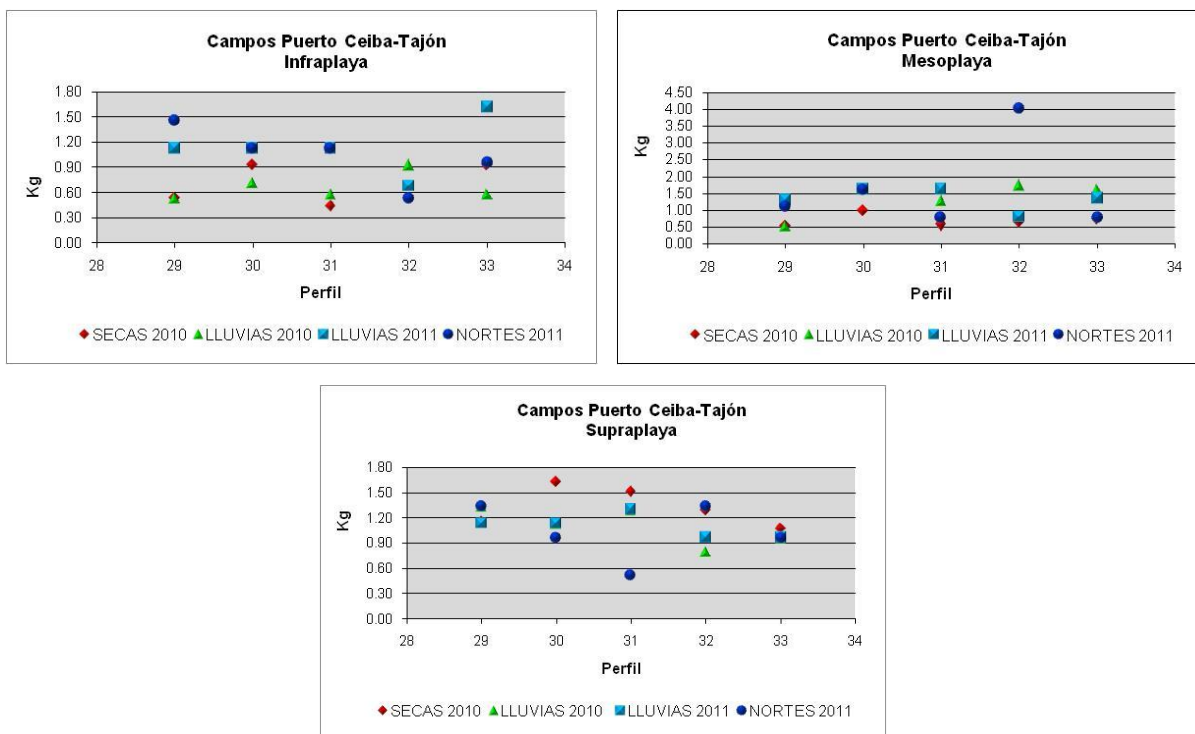 Campos Puerto Ceiba-Tajón
Infraplaya
Kg
1.80
1.50
1.20
0.90
0.60
0.30
0.00
28 29 30 31 32 33 34
Perfil
SECAS 2010 LLUVIAS 2010 LLUVIAS 2011 NORTES 2011
Campos Puerto Ceiba-Tajón
Mesoplaya
Kg
4.50
4.00
3.50
3.00
2.50
2.00
1.50
1.00
0.50
0.00
28 29 30 31 32 33 34
Perfil
SECAS 2010 LLUVIAS 2010 LLUVIAS 2011 NORTES 2011
Campos Puerto Ceiba-Tajón
Supraplaya
Kg
1.80
1.50
1.20
0.90
0.60
0.30
0.00
28 29 30 31 32 33 34
Perfil
SECAS 2010 LLUVIAS 2010 LLUVIAS 2011 NORTES 2011